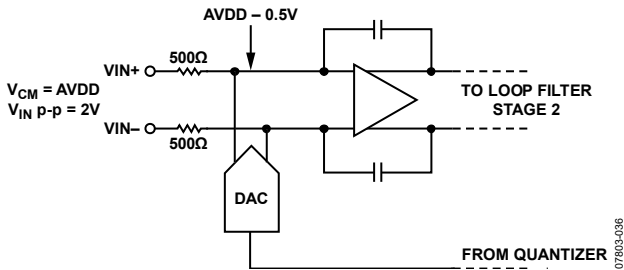 AVDD – 0.5V
500Ω
VIN+
V_CM = AVDD
V_IN p-p = 2V
VIN–
500Ω
TO LOOP FILTER
STAGE 2
DAC
FROM QUANTIZER
07803-036